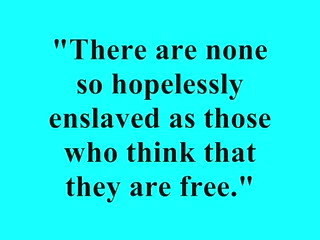 "There are none
so hopelessly
enslaved as those
who think that
they are free."